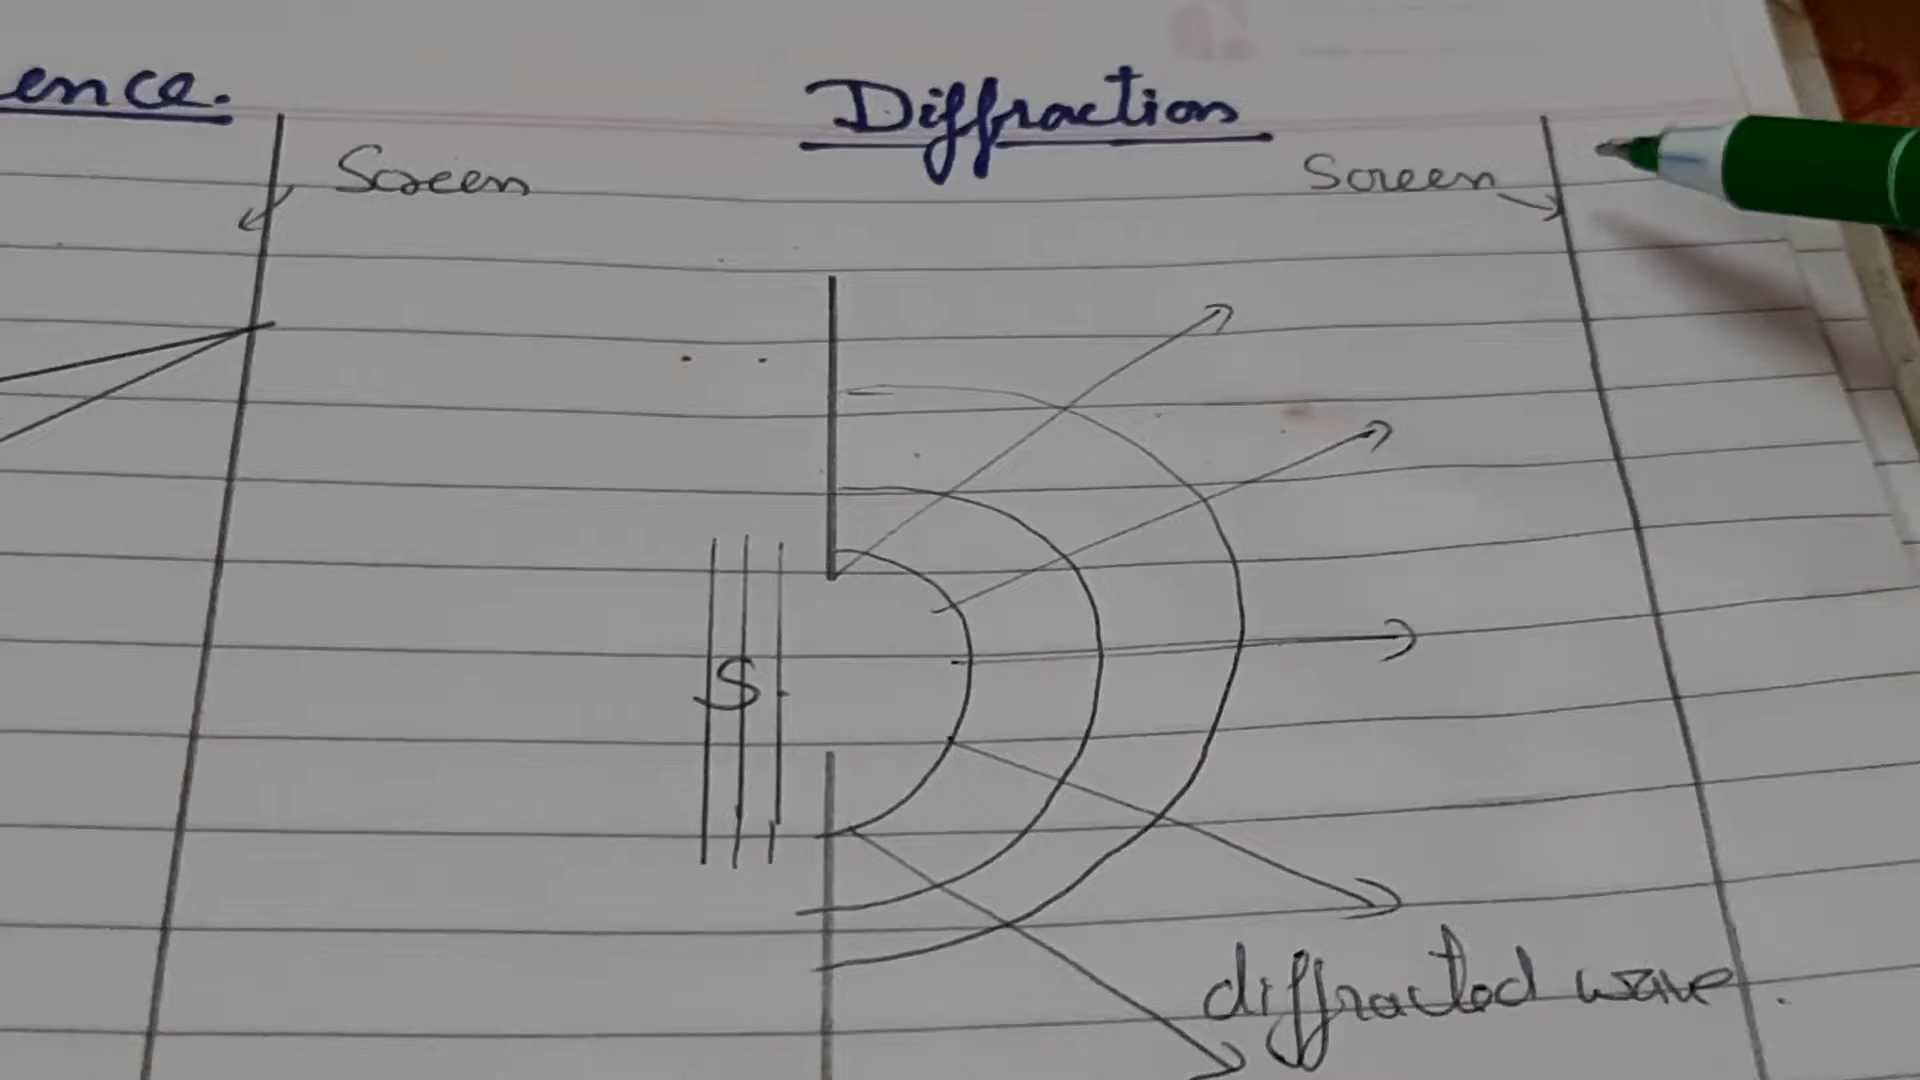 ence.
Diffraction
Screen
Screen
S
diffracted wave.